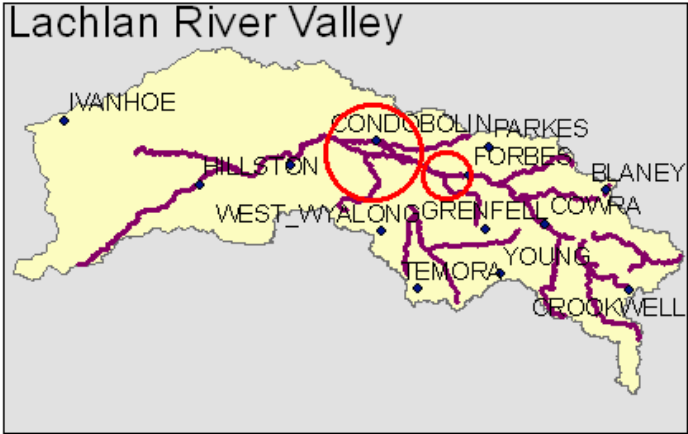 Lachlan River Valley
IVANHOE
CONDOBOLIN
PARKES
FORBES
HILLSTON
BLANEY
WEST_WYALONG
GRENFELL
COWRA
TEMORA
YOUNG
CROOKWELL